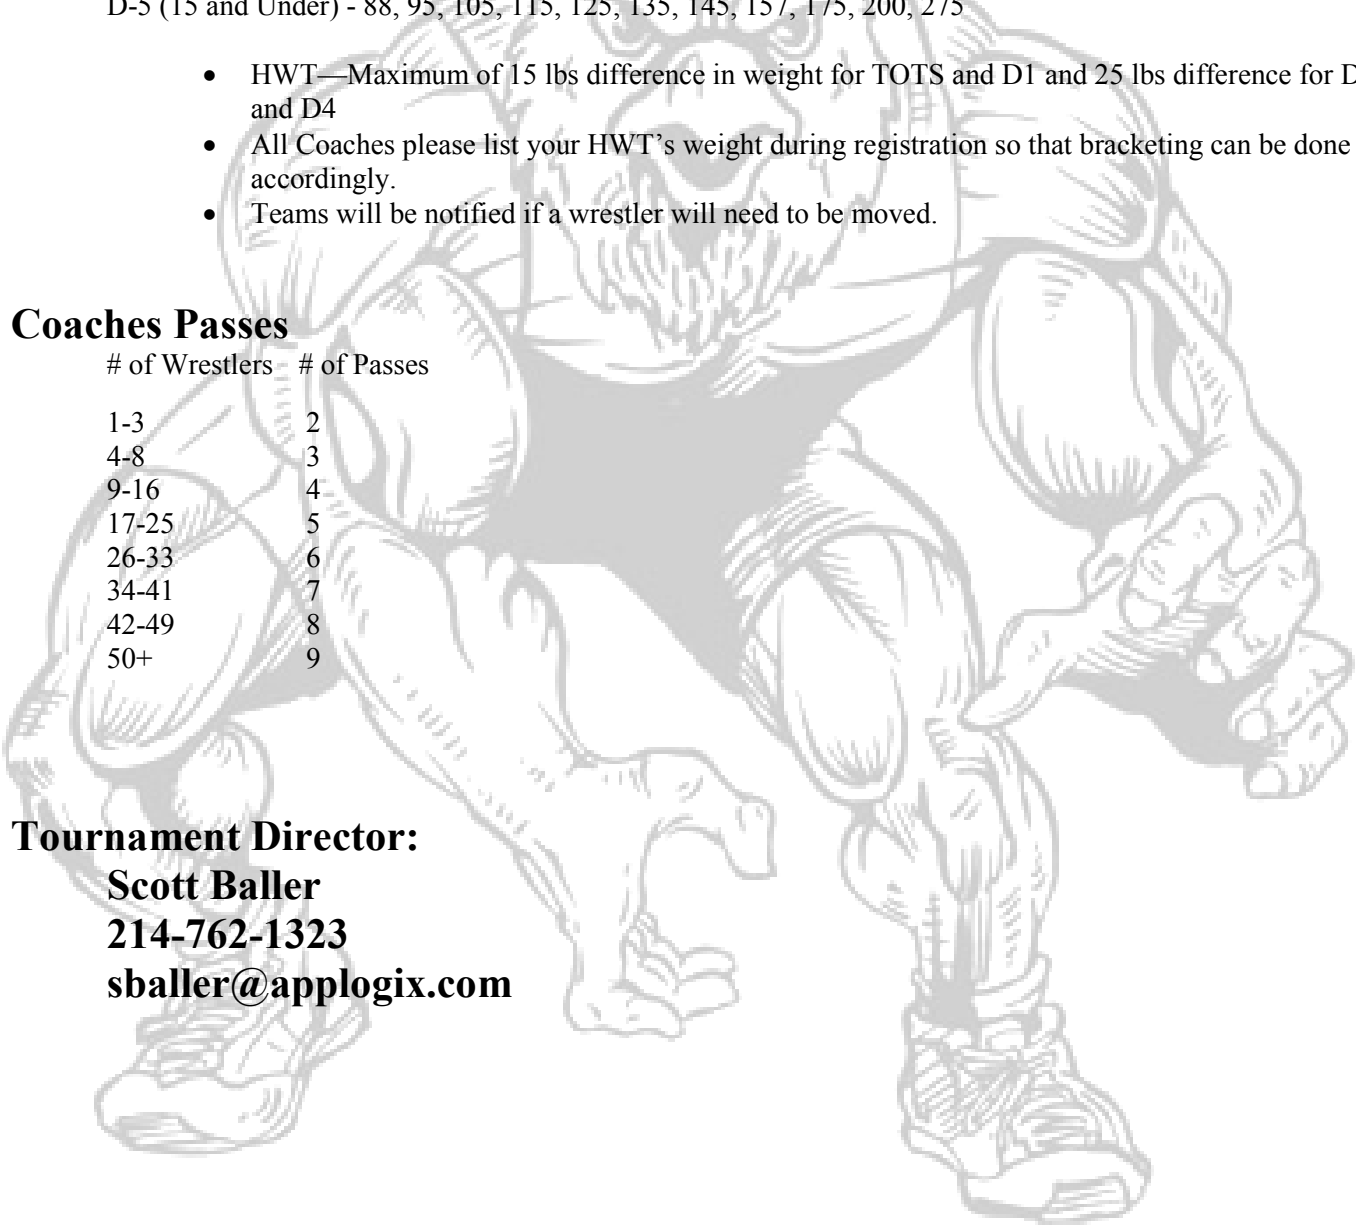 D-5 (15 and Under) - 88, 95, 105, 115, 125, 135, 145, 157, 175, 200, 275
• HWT—Maximum of 15 lbs difference in weight for TOTS and D1 and 25 lbs difference for D
and D4
• All Coaches please list your HWT’s weight during registration so that bracketing can be done
accordingly.
• Teams will be notified if a wrestler will need to be moved.
Coaches Passes
# of Wrestlers # of Passes
1-3 2
4-8 3
9-16 4
17-25 5
26-33 6
34-41 7
42-49 8
50+ 9
Tournament Director:
Scott Baller
214-762-1323
sballer@applogix.com